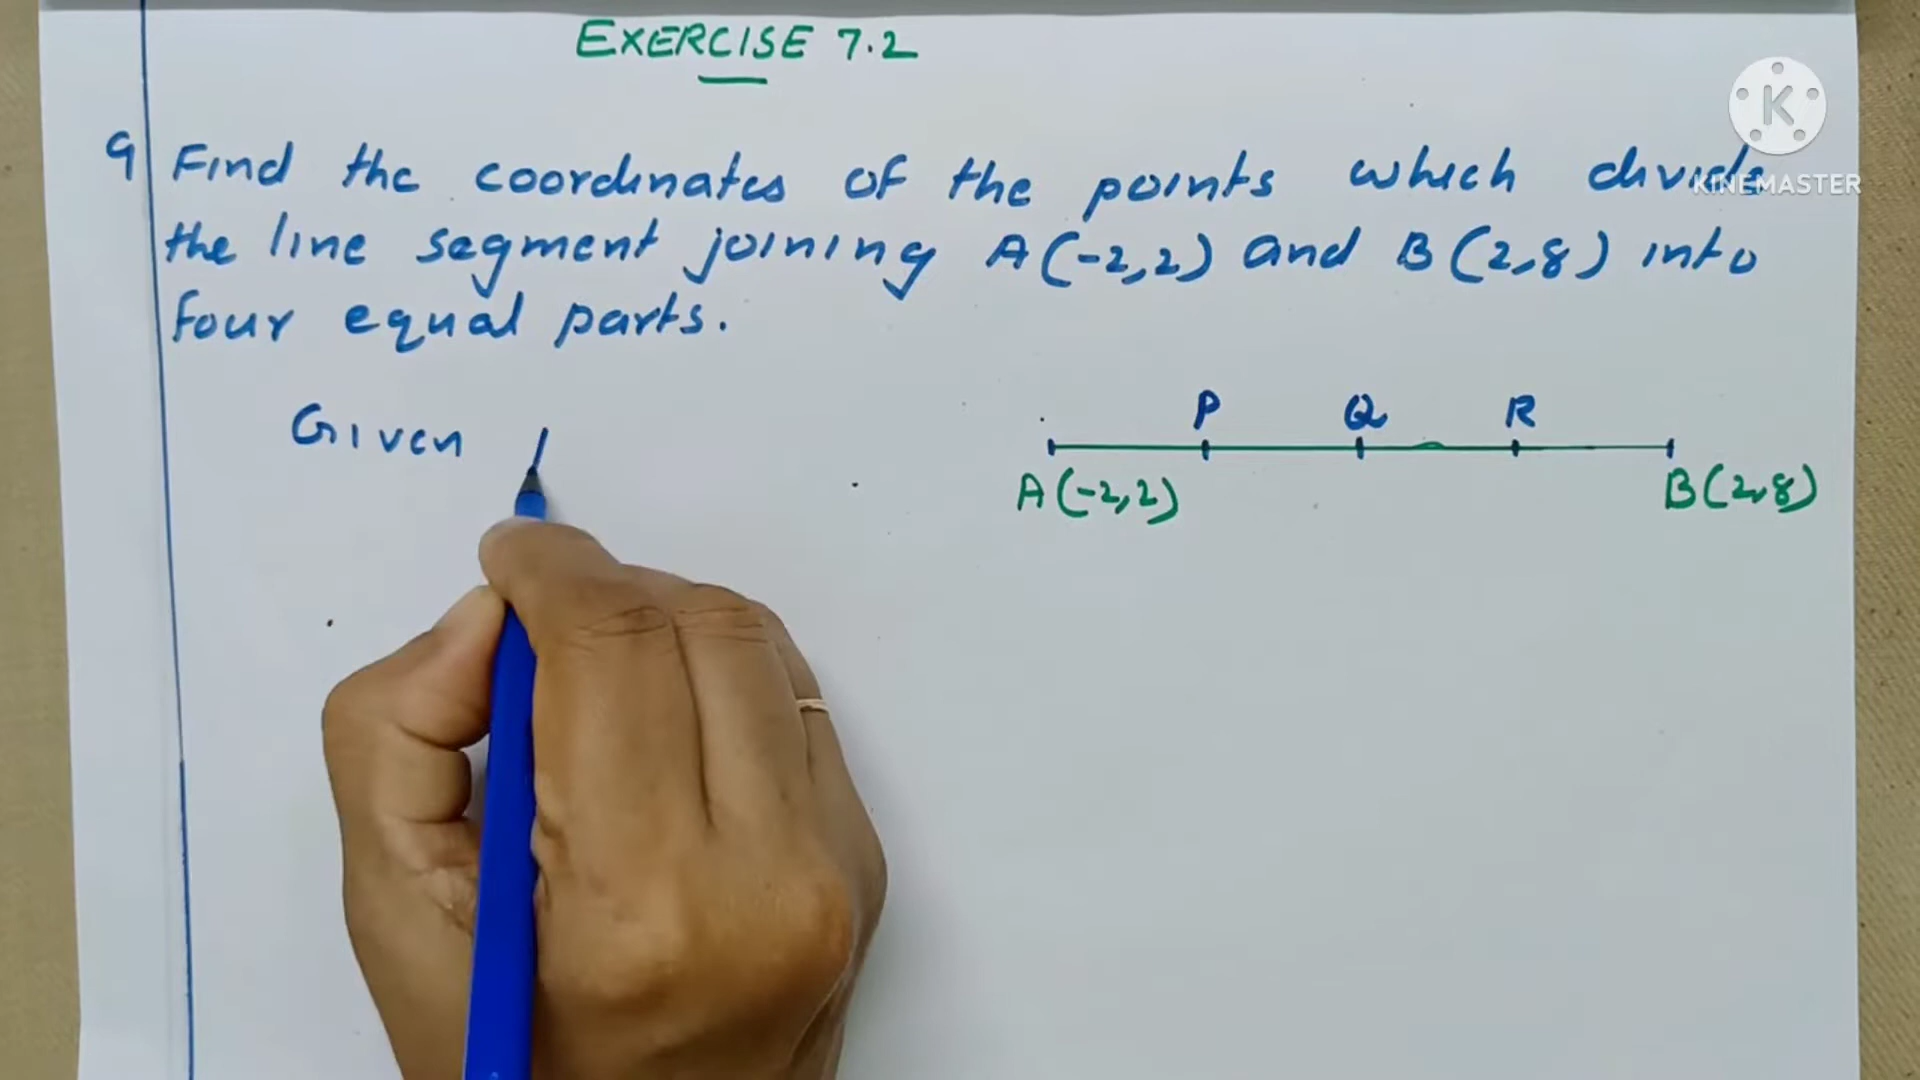 EXERCISE 7.2
9 Find the coordinates of the points which divide
the line segment joining A(-2,2) and B(2,8) into
four equal parts.
Given
P Q R
A(-2,2) B(2,8)
K
KINEMASTER